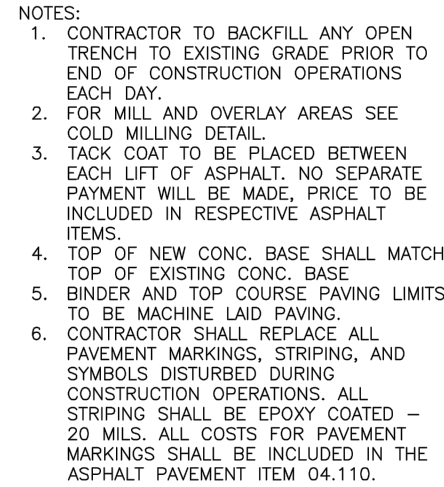 NOTES:
1. CONTRACTOR TO BACKFILL ANY OPEN
TRENCH TO EXISTING GRADE PRIOR TO
END OF CONSTRUCTION OPERATIONS
EACH DAY.
2. FOR MILL AND OVERLAY AREAS SEE
COLD MILLING DETAIL.
3. TACK COAT TO BE PLACED BETWEEN
EACH LIFT OF ASPHALT. NO SEPARATE
PAYMENT WILL BE MADE, PRICE TO BE
INCLUDED IN RESPECTIVE ASPHALT
ITEMS.
4. TOP OF NEW CONC. BASE SHALL MATCH
TOP OF EXISTING CONC. BASE
5. BINDER AND TOP COURSE PAVING LIMITS
TO BE MACHINE LAID PAVING.
6. CONTRACTOR SHALL REPLACE ALL
PAVEMENT MARKINGS, STRIPING, AND
SYMBOLS DISTURBED DURING
CONSTRUCTION OPERATIONS. ALL
STRIPING SHALL BE EPOXY COATED –
20 MILS. ALL COSTS FOR PAVEMENT
MARKINGS SHALL BE INCLUDED IN THE
ASPHALT PAVEMENT ITEM 04.110.